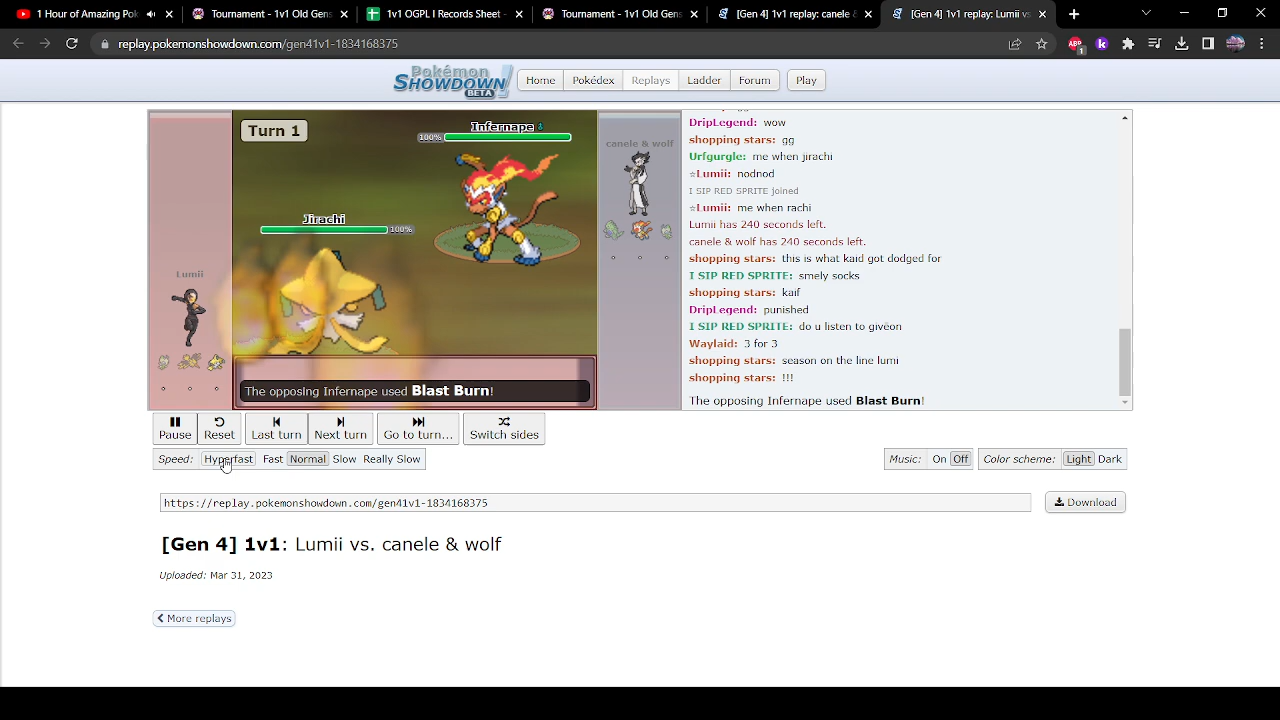 1 Hour of Amazing Pok
Tournament - 1v1 Old Gens
1v1 OGPL I Records Sheet -
Tournament - 1v1 Old Gens
[Gen 4] 1v1 replay: canele &
[Gen 4] 1v1 replay: Lumii vs
replay.pokemonshowdown.com/gen41v1-1834168375
ABP
1
k
Pokémon
SHOWDOWN!
BETA
Home
Pokédex
Replays
Ladder
Forum
Play
Turn 1
Infernape ♂
100%
Jirachi
100%
Lumii
canele & wolf
The opposing Infernape used Blast Burn!
DripLegend: wow
shopping stars: gg
Urfgurgle: me when jirachi
☆Lumii: nodnod
I SIP RED SPRITE joined
☆Lumii: me when rachi
Lumii has 240 seconds left.
canele & wolf has 240 seconds left.
shopping stars: this is what kaid got dodged for
I SIP RED SPRITE: smely socks
shopping stars: kaif
DripLegend: punished
I SIP RED SPRITE: do u listen to givēon
Waylaid: 3 for 3
shopping stars: season on the line lumi
shopping stars: !!!
The opposing Infernape used Blast Burn!
Pause
Reset
Last turn
Next turn
Go to turn...
Switch sides
Speed: Hyperfast Fast Normal Slow Really Slow
Music: On Off
Color scheme: Light Dark
https://replay.pokemonshowdown.com/gen41v1-1834168375
Download
[Gen 4] 1v1: Lumii vs. canele & wolf
Uploaded: Mar 31, 2023
More replays